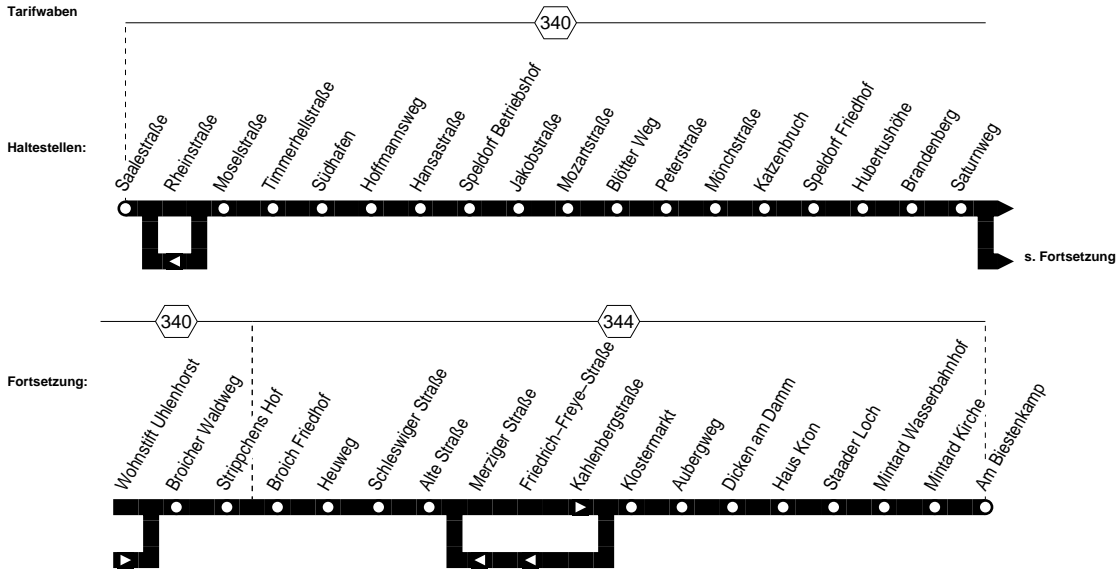 Tarifwaben
340
Haltestellen:
Saalestraße
Rheinstraße
Moselstraße
Timmerhellstraße
Südhafen
Hoffmannsweg
Hansastraße
Speldorf Betriebshof
Jakobstraße
Mozartstraße
Blötter Weg
Peterstraße
Mönchstraße
Katzenbruch
Speldorf Friedhof
Hubertushöhe
Brandenberg
Saturnweg
s. Fortsetzung
340
344
Fortsetzung:
Wohnstift Uhlenhorst
Broicher Waldweg
Strippchens Hof
Broich Friedhof
Heuweg
Schleswiger Straße
Alte Straße
Merziger Straße
Friedrich–Freye–Straße
Kahlenbergstraße
Klostermarkt
Aubergweg
Dicken am Damm
Haus Kron
Staader Loch
Mintard Wasserbahnhof
Mintard Kirche
Am Biestenkamp